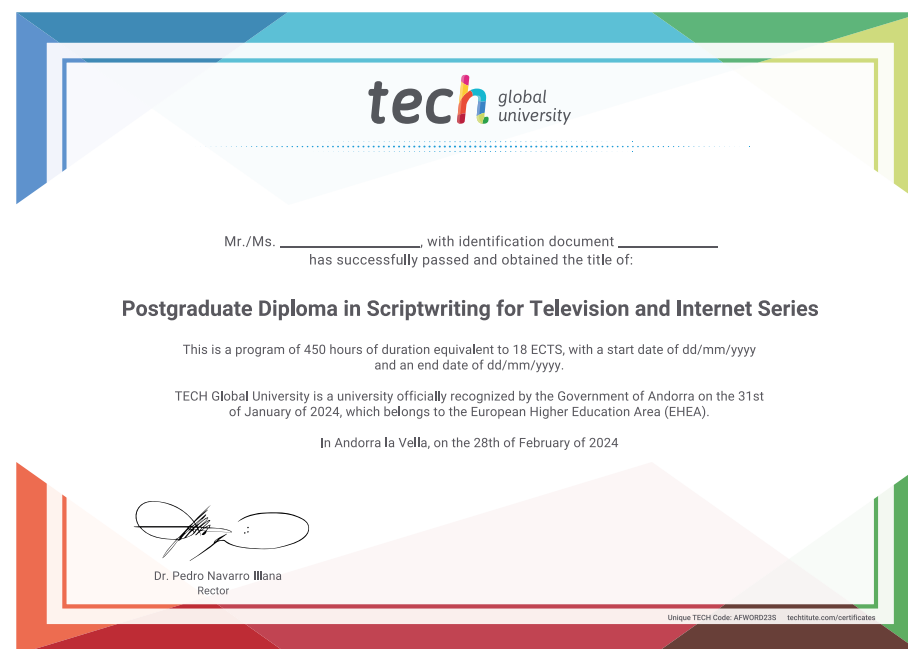 tech global university
Mr./Ms. ____________________, with identification document ______________
has successfully passed and obtained the title of:
Postgraduate Diploma in Scriptwriting for Television and Internet Series
This is a program of 450 hours of duration equivalent to 18 ECTS, with a start date of dd/mm/yyyy
and an end date of dd/mm/yyyy.
TECH Global University is a university officially recognized by the Government of Andorra on the 31st
of January of 2024, which belongs to the European Higher Education Area (EHEA).
In Andorra la Vella, on the 28th of February of 2024
Dr. Pedro Navarro Illana
Rector
Unique TECH Code: AFWORD23S techtitute.com/certificates